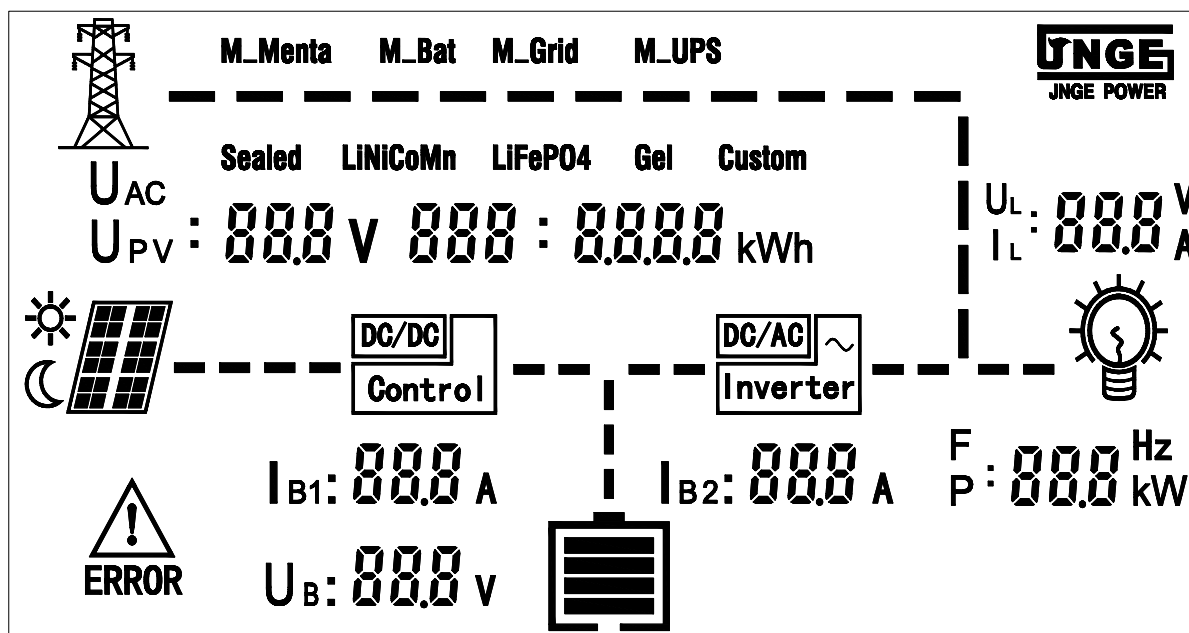 M_Menta M_Bat M_Grid M_UPS
JNGE
JNGE POWER
Sealed LiNiCoMn LiFePO4 Gel Custom
UAC
UPV : 88.8 V 888 : 8.8.8.8 kWh
UL V
IL : 88.8 A
DC/DC
Control
DC/AC
Inverter
IB1: 88.8 A
IB2: 88.8 A
F Hz
P : 88.8 kW
ERROR
UB: 88.8 V